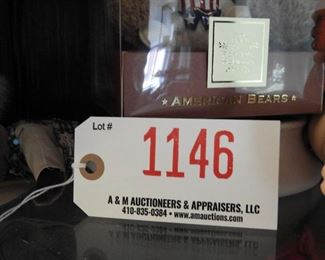 ★ AMERICAN BEARS ★
Lot #
1146
A & M AUCTIONEERS & APPRAISERS, LLC
410-835-0384 • www.amauctions.com